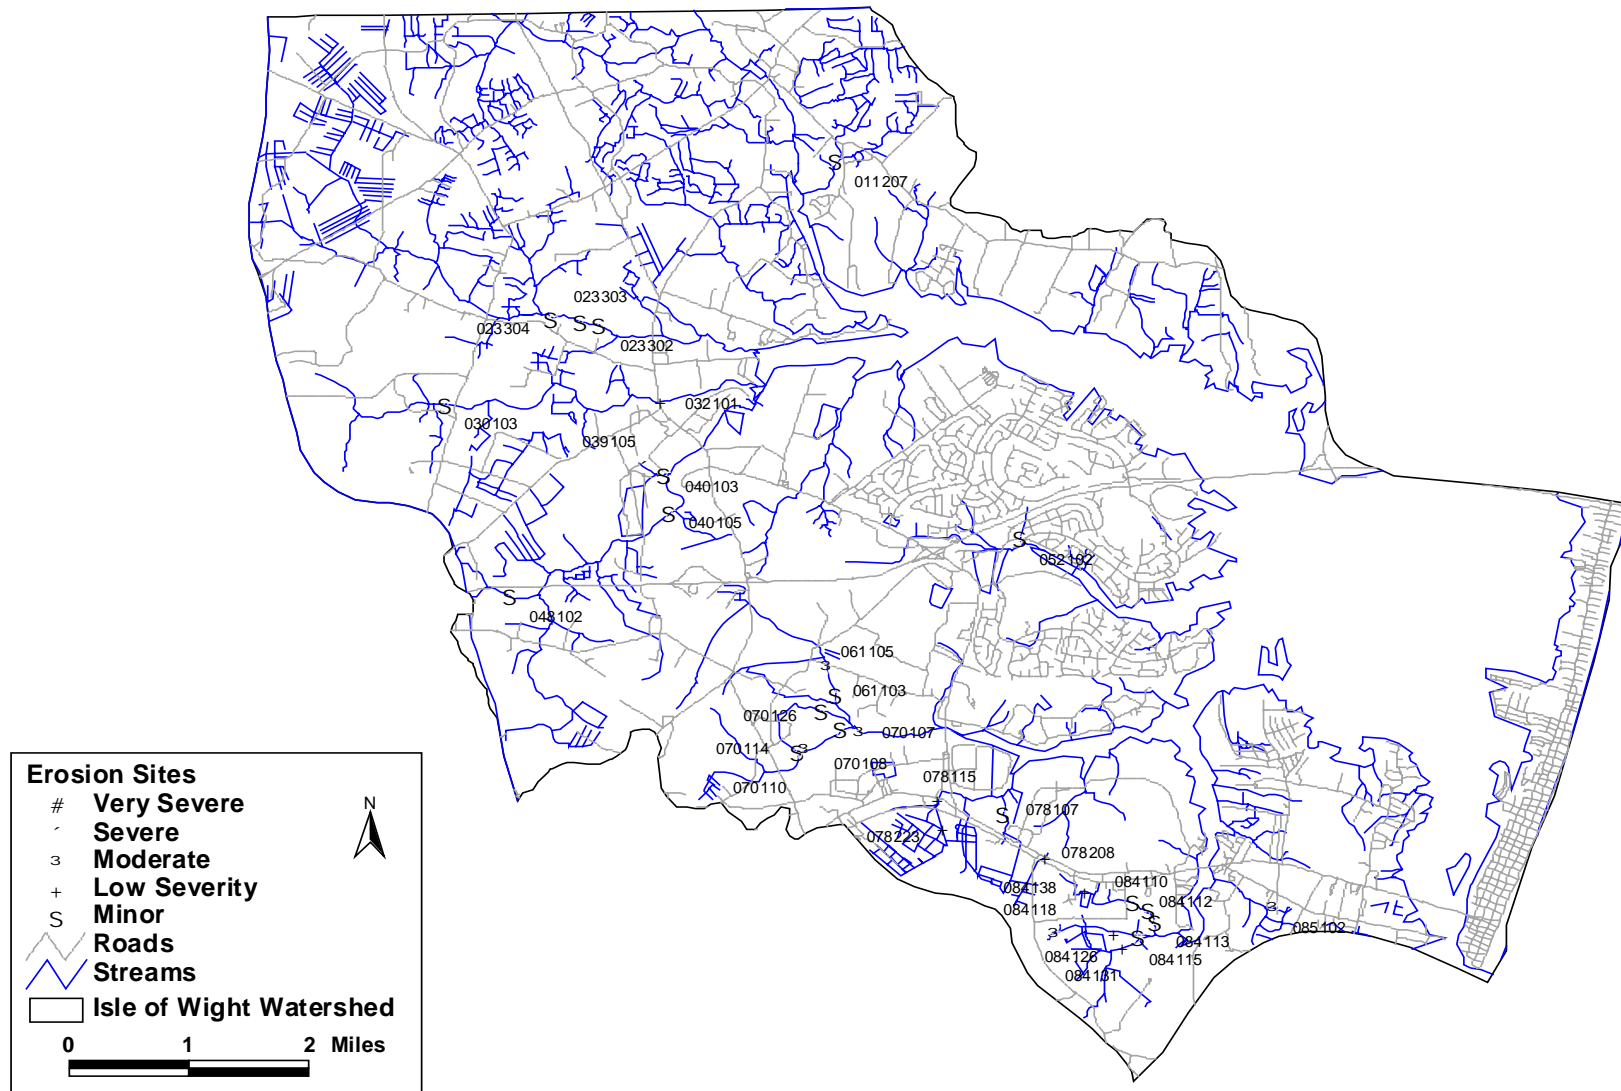 011207
023303
023304
023302
032101
030103
039105
040103
040105
052102
048102
061105
061103
070126
070107
070114
070108
078115
070110
078107
078223
078208
084110
084138
084112
084118
085102
084113
084126
084115
084131
Erosion Sites
# Very Severe
´ Severe
3 Moderate
+ Low Severity
S Minor
Roads
Streams
Isle of Wight Watershed
0 1 2 Miles
N